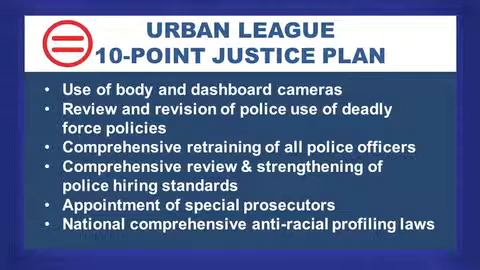 URBAN LEAGUE
10-POINT JUSTICE PLAN
• Use of body and dashboard cameras
• Review and revision of police use of deadly
force policies
• Comprehensive retraining of all police officers
• Comprehensive review & strengthening of
police hiring standards
• Appointment of special prosecutors
• National comprehensive anti-racial profiling laws